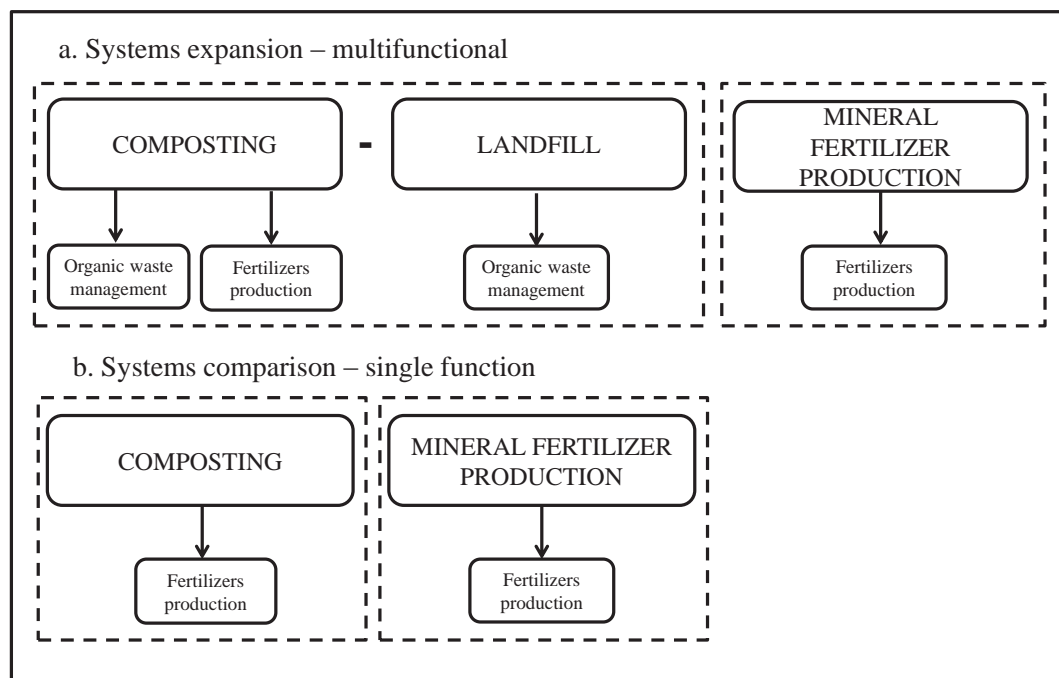 a. Systems expansion – multifunctional
COMPOSTING
-
LANDFILL
MINERAL
FERTILIZER
PRODUCTION
Organic waste
management
Fertilizers
production
Organic waste
management
Fertilizers
production
b. Systems comparison – single function
COMPOSTING
MINERAL FERTILIZER
PRODUCTION
Fertilizers
production
Fertilizers
production